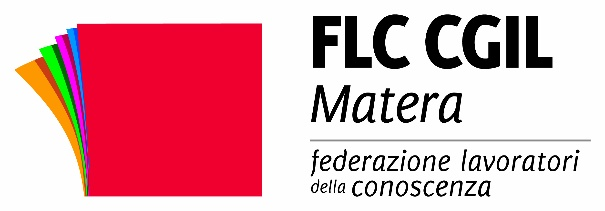 FLC CGIL
Matera
federazione lavoratori
della conoscenza